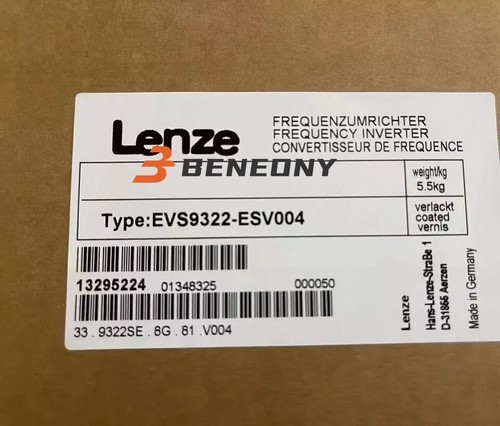 Lenze
FREQUENZUMRICHTER
FREQUENCY INVERTER
CONVERTISSEUR DE FREQUENCE
BENEONY
weight/kg
5.5kg
Type:EVS9322-ESV004
verlackt
coated
vernis
13295224 01348325 000050
33 . 9322SE . 8G . 81 .V004
Lenze
Hans-Lenze-StraBe 1
D-31855 Aerzen
Made in Germany